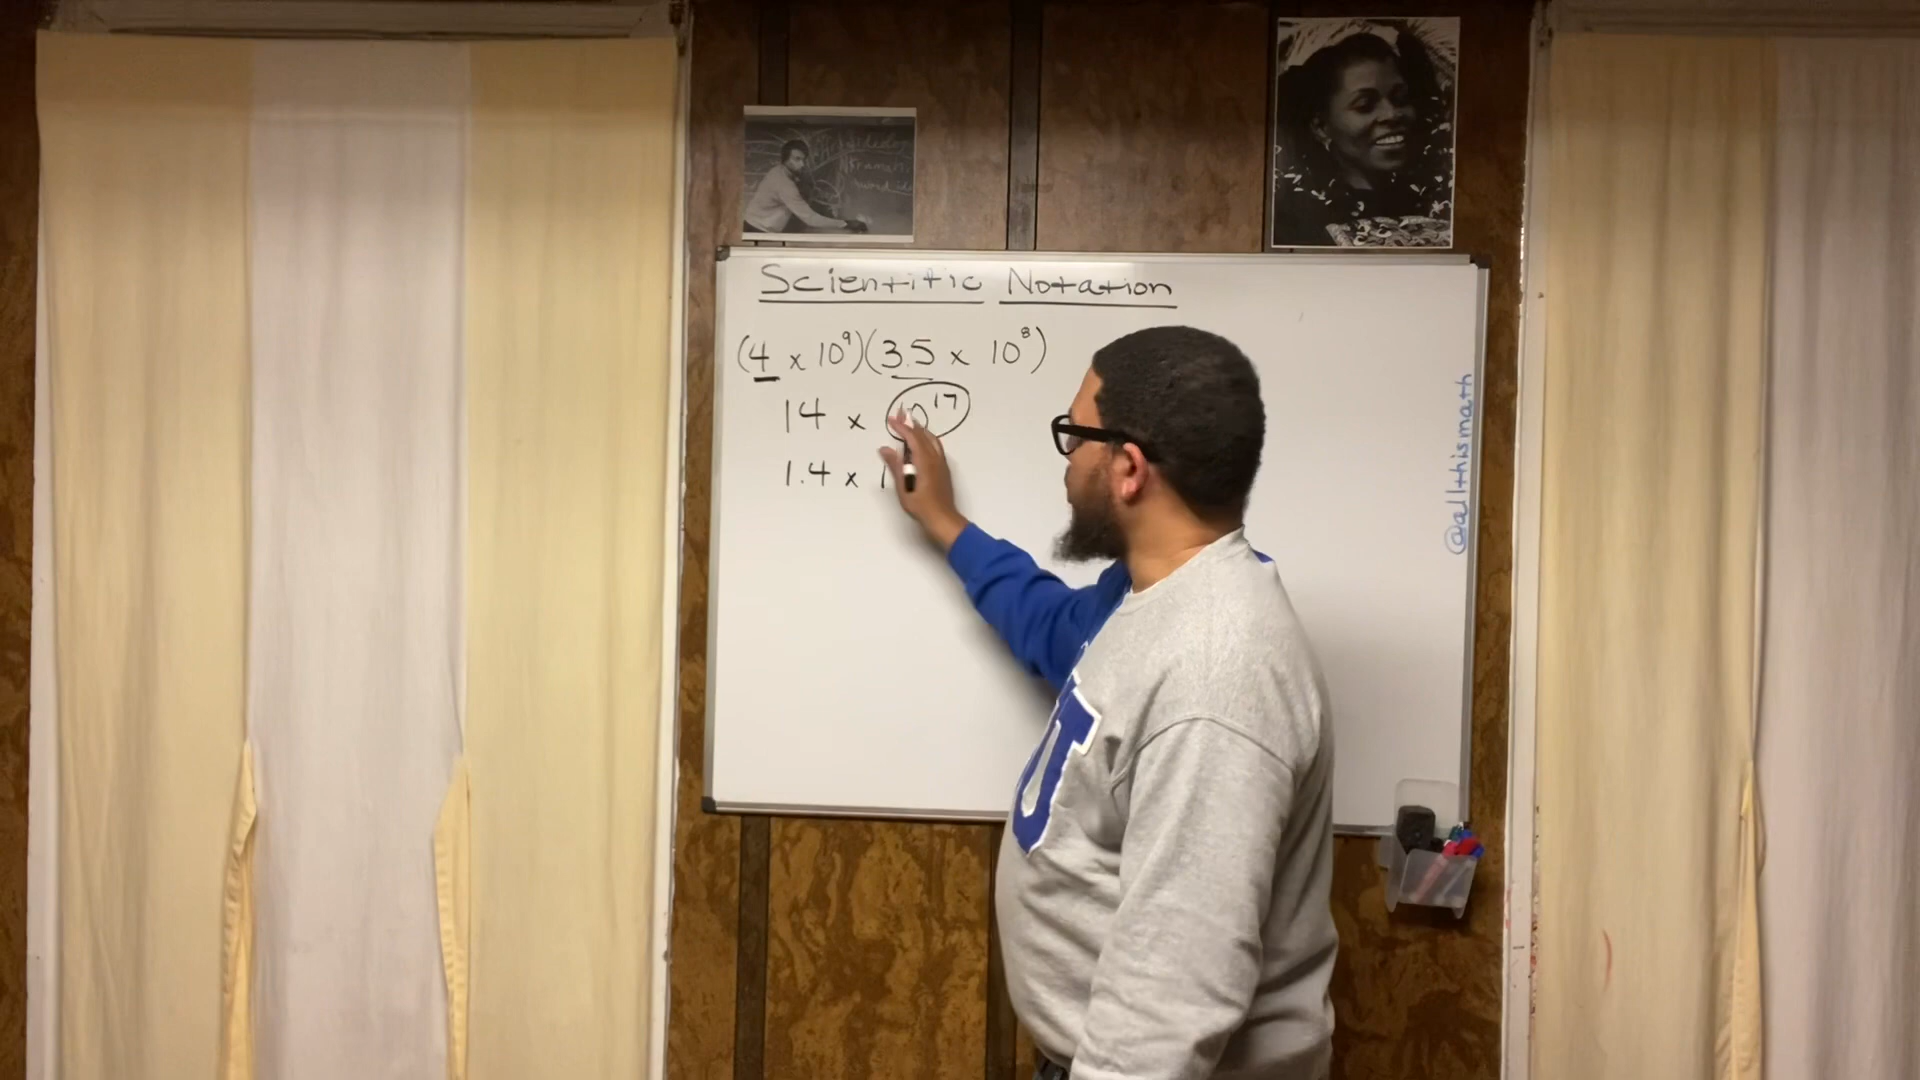 Scientific Notation
(4 x 10⁹)(3.5 x 10⁸)
14 x 10¹⁷
1.4 x 1
@allthismath
U